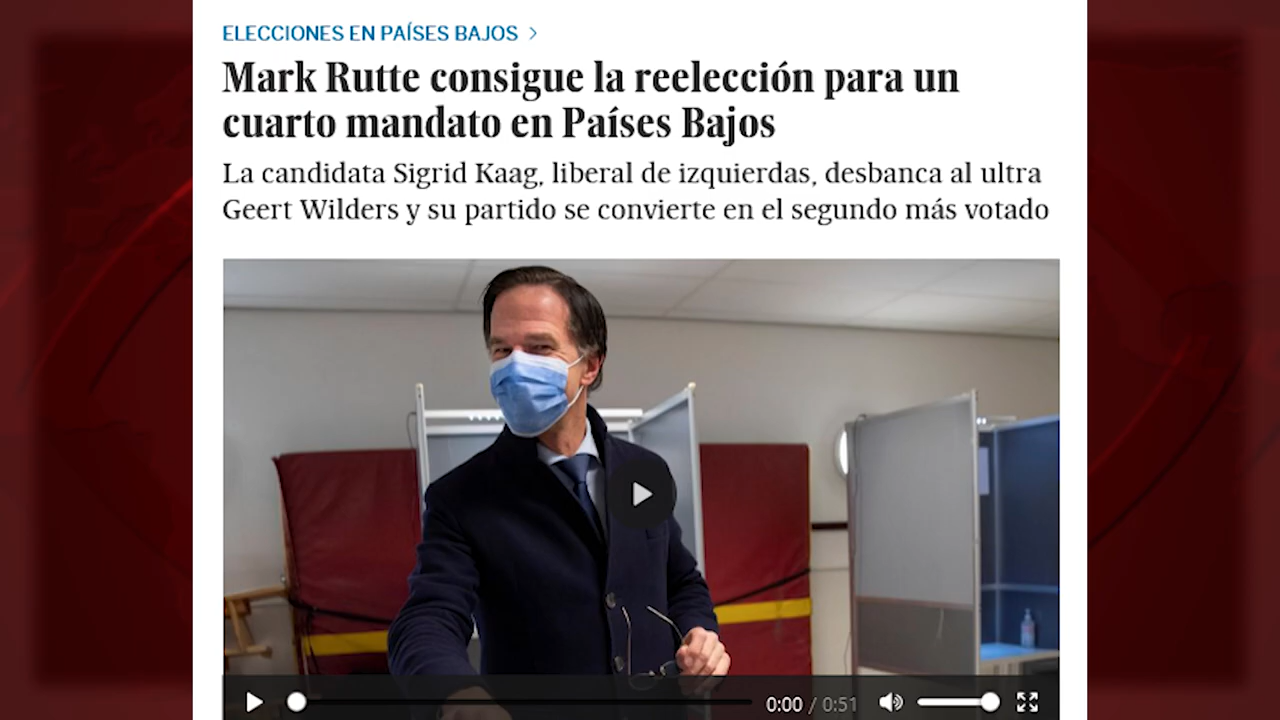 ELECCIONES EN PAÍSES BAJOS >
Mark Rutte consigue la reelección para un
cuarto mandato en Países Bajos
La candidata Sigrid Kaag, liberal de izquierdas, desbanca al ultra
Geert Wilders y su partido se convierte en el segundo más votado
0:00 / 0:51